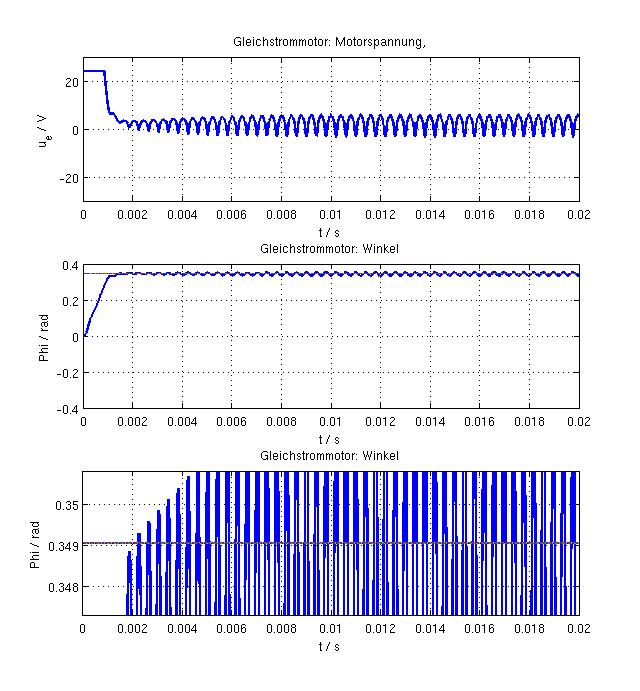 Gleichstrommotor: Motorspannung,
20
0
-20
u_e / V
0 0.002 0.004 0.006 0.008 0.01 0.012 0.014 0.016 0.018 0.02
t / s
Gleichstrommotor: Winkel
0.4
0.2
0
-0.2
-0.4
Phi / rad
0 0.002 0.004 0.006 0.008 0.01 0.012 0.014 0.016 0.018 0.02
t / s
Gleichstrommotor: Winkel
0.35
0.349
0.348
Phi / rad
0 0.002 0.004 0.006 0.008 0.01 0.012 0.014 0.016 0.018 0.02
t / s